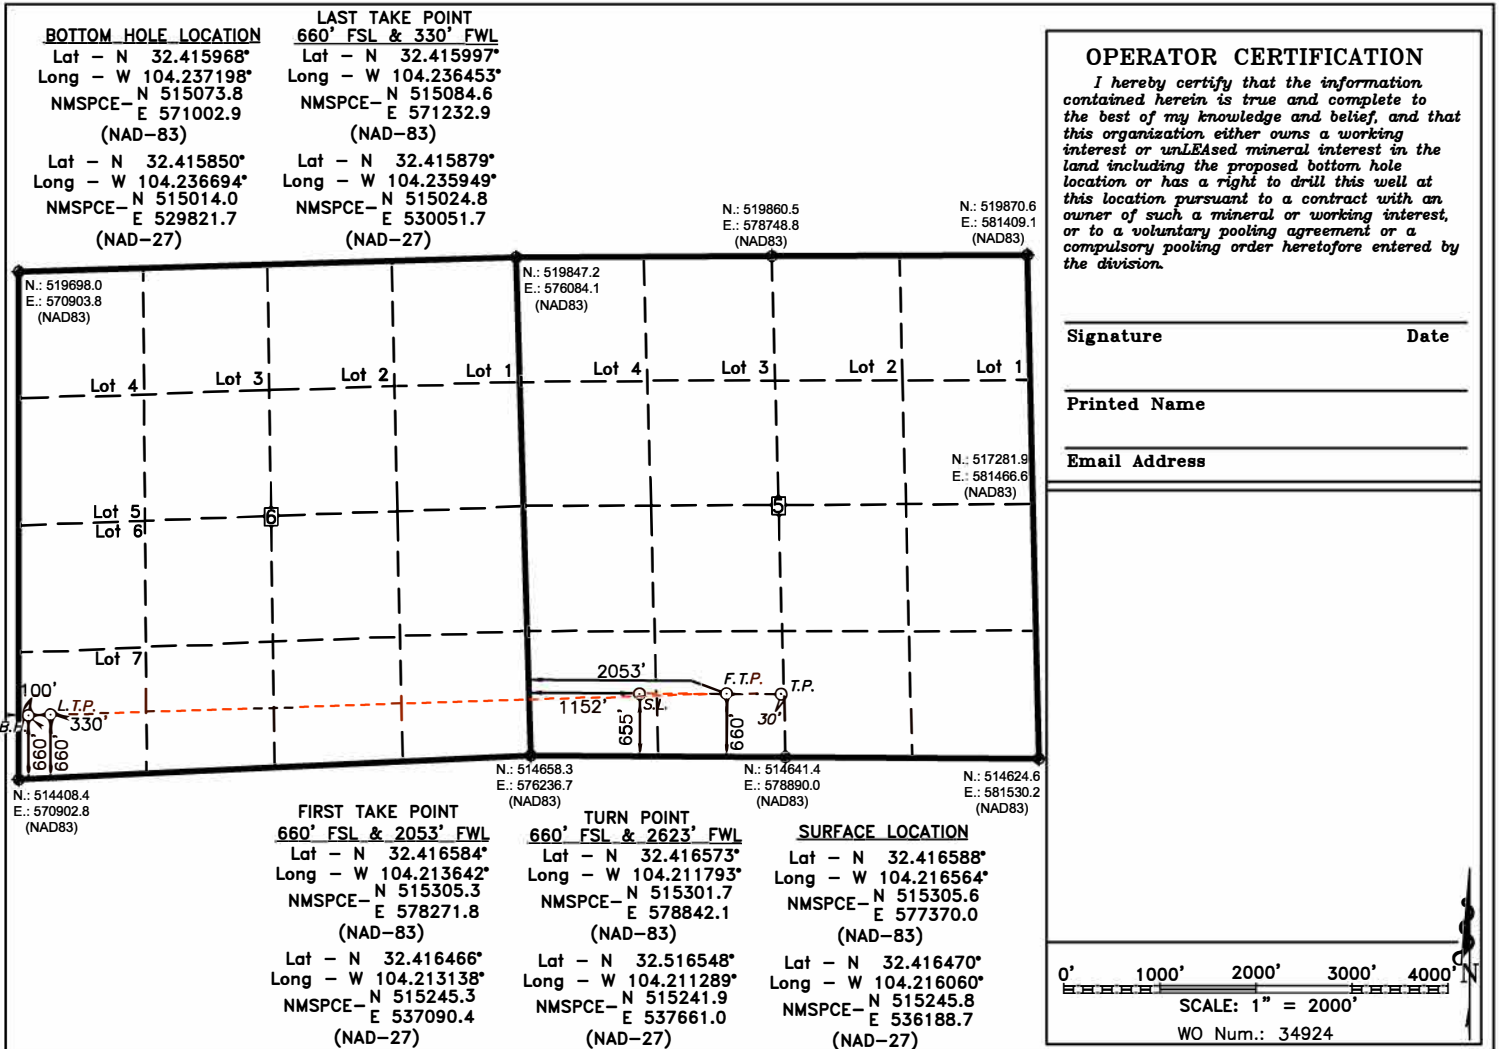 BOTTOM HOLE LOCATION
Lat - N 32.415968°
Long - W 104.237198°
NMSPCE- N 515073.8
E 571002.9
(NAD-83)
Lat - N 32.415850°
Long - W 104.236694°
NMSPCE- N 515014.0
E 529821.7
(NAD-27)
LAST TAKE POINT
660' FSL & 330' FWL
Lat - N 32.415997°
Long - W 104.236453°
NMSPCE- N 515084.6
E 571232.9
(NAD-83)
Lat - N 32.415879°
Long - W 104.235949°
NMSPCE- N 515024.8
E 530051.7
(NAD-27)
N.: 519860.5
E.: 578748.8
(NAD83)
N.: 519870.6
E.: 581409.1
(NAD83)
N.: 519698.0
E.: 570903.8
(NAD83)
N.: 519847.2
E.: 576084.1
(NAD83)
Lot 4
Lot 3
Lot 2
Lot 1
Lot 4
Lot 3
Lot 2
Lot 1
N.: 517281.9
E.: 581466.6
(NAD83)
Lot 5
Lot 6
6
5
Lot 7
100'
L.T.P.
330'
B.H.
660'
660'
2053'
F.T.P.
T.P.
1152'
S.L.
30'
655'
660'
N.: 514408.4
E.: 570902.8
(NAD83)
N.: 514658.3
E.: 576236.7
(NAD83)
N.: 514641.4
E.: 578890.0
(NAD83)
N.: 514624.6
E.: 581530.2
(NAD83)
FIRST TAKE POINT
660' FSL & 2053' FWL
Lat - N 32.416584°
Long - W 104.213642°
NMSPCE- N 515305.3
E 578271.8
(NAD-83)
Lat - N 32.416466°
Long - W 104.213138°
NMSPCE- N 515245.3
E 537090.4
(NAD-27)
TURN POINT
660' FSL & 2623' FWL
Lat - N 32.416573°
Long - W 104.211793°
NMSPCE- N 515301.7
E 578842.1
(NAD-83)
Lat - N 32.516548°
Long - W 104.211289°
NMSPCE- N 515241.9
E 537661.0
(NAD-27)
SURFACE LOCATION
Lat - N 32.416588°
Long - W 104.216564°
NMSPCE- N 515305.6
E 577370.0
(NAD-83)
Lat - N 32.416470°
Long - W 104.216060°
NMSPCE- N 515245.8
E 536188.7
(NAD-27)
OPERATOR CERTIFICATION
I hereby certify that the information
contained herein is true and complete to
the best of my knowledge and belief, and that
this organization either owns a working
interest or unLEAsed mineral interest in the
land including the proposed bottom hole
location or has a right to drill this well at
this location pursuant to a contract with an
owner of such a mineral or working interest,
or to a voluntary pooling agreement or a
compulsory pooling order heretofore entered by
the division.
Signature Date
Printed Name
Email Address
0' 1000' 2000' 3000' 4000'
N
SCALE: 1" = 2000'
WO Num.: 34924